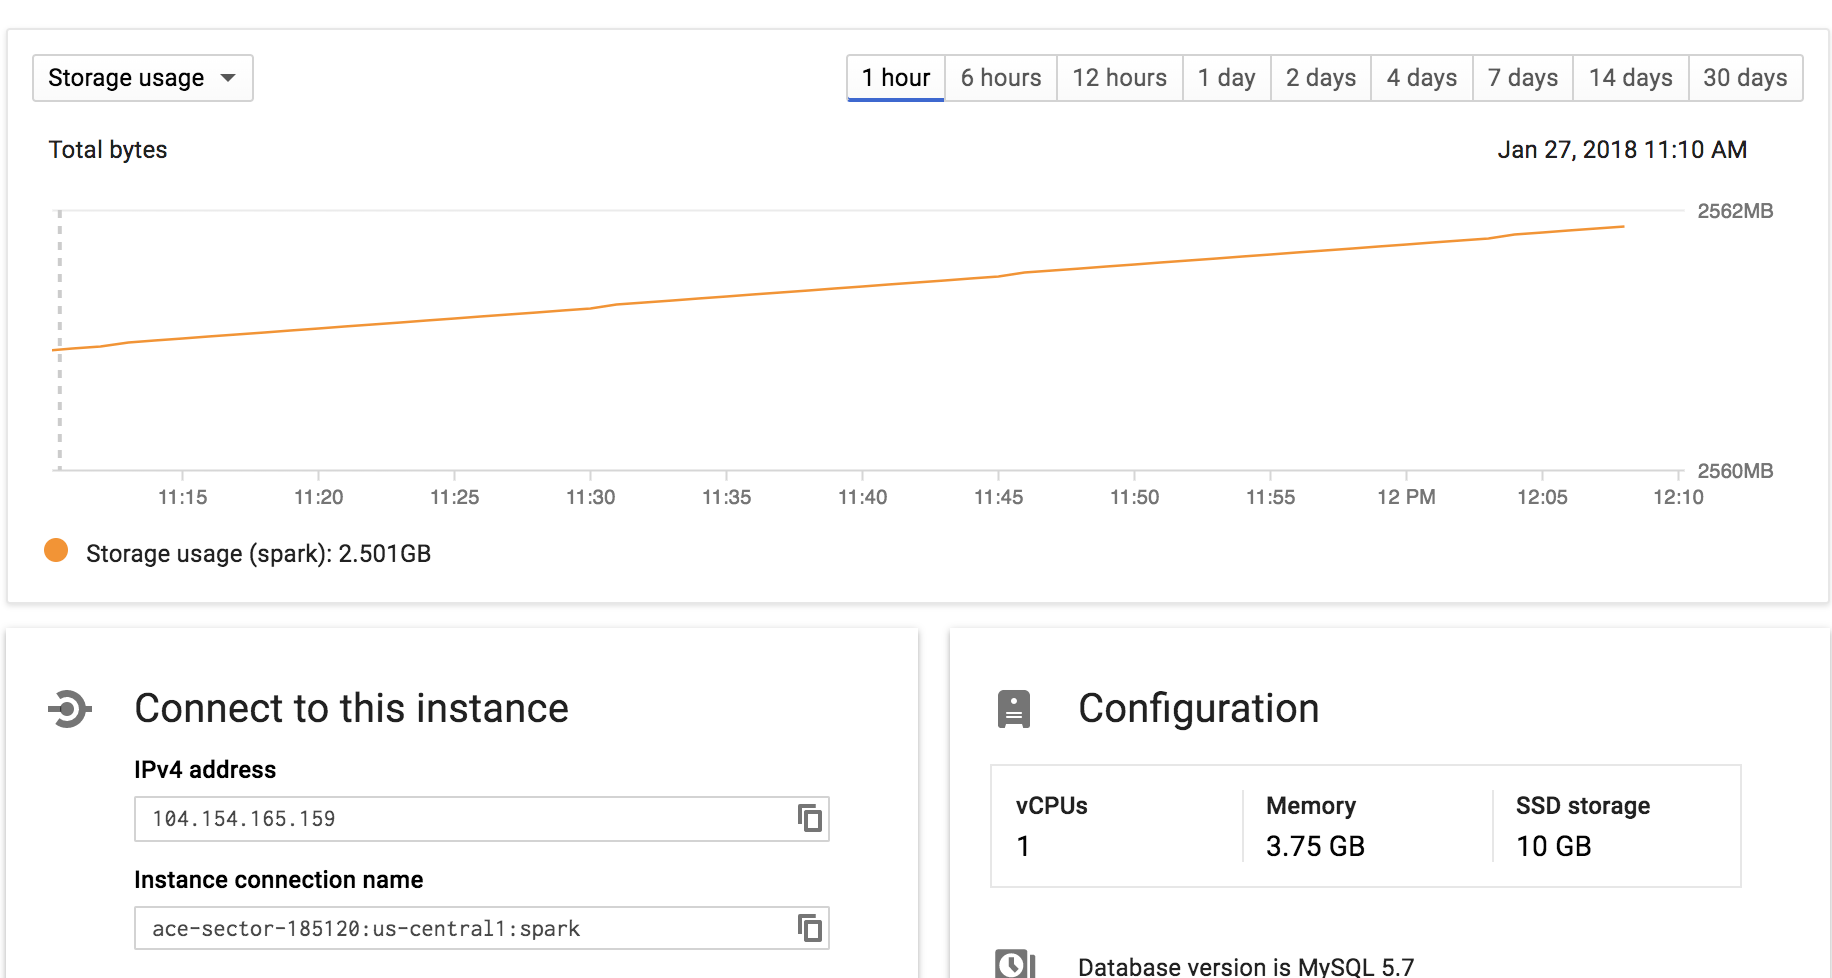 Storage usage
1 hour 6 hours 12 hours 1 day 2 days 4 days 7 days 14 days 30 days
Total bytes
Jan 27, 2018 11:10 AM
2562MB
2560MB
11:15 11:20 11:25 11:30 11:35 11:40 11:45 11:50 11:55 12 PM 12:05 12:10
Storage usage (spark): 2.501GB
Connect to this instance
IPv4 address
104.154.165.159
Instance connection name
ace-sector-185120:us-central1:spark
Configuration
vCPUs
1
Memory
3.75 GB
SSD storage
10 GB
Database version is MySQL 5.7